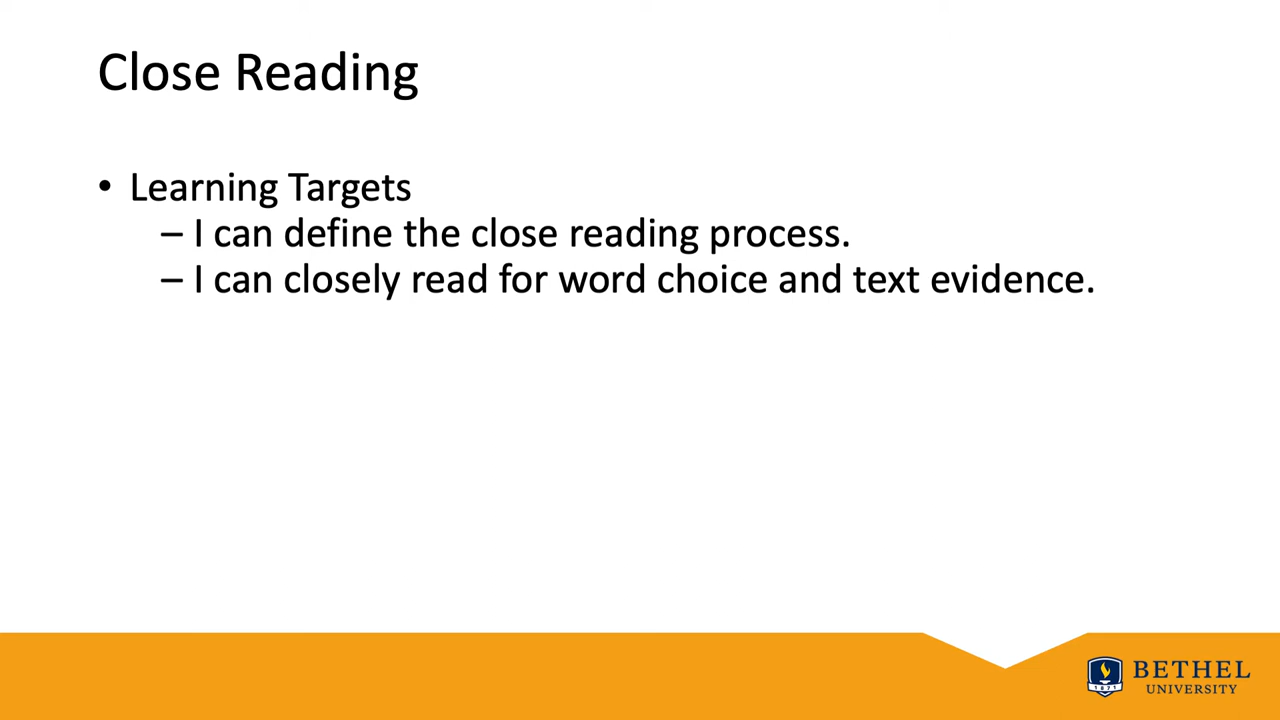 Close Reading
• Learning Targets
– I can define the close reading process.
– I can closely read for word choice and text evidence.
1871
BETHEL
UNIVERSITY